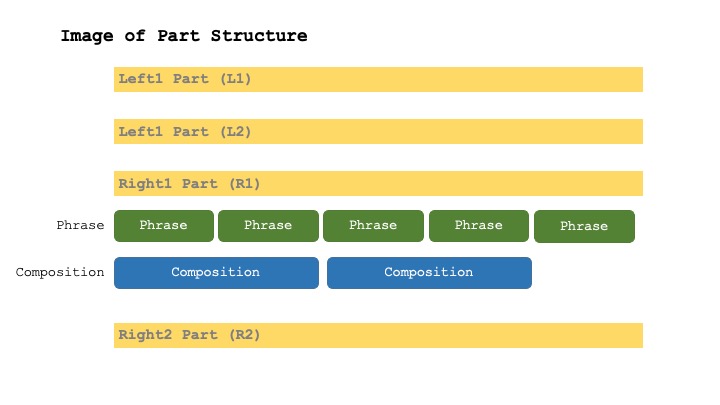 Image of Part Structure
Left1 Part (L1)
Left1 Part (L2)
Right1 Part (R1)
Phrase Phrase Phrase Phrase Phrase Phrase
Composition Composition Composition
Right2 Part (R2)